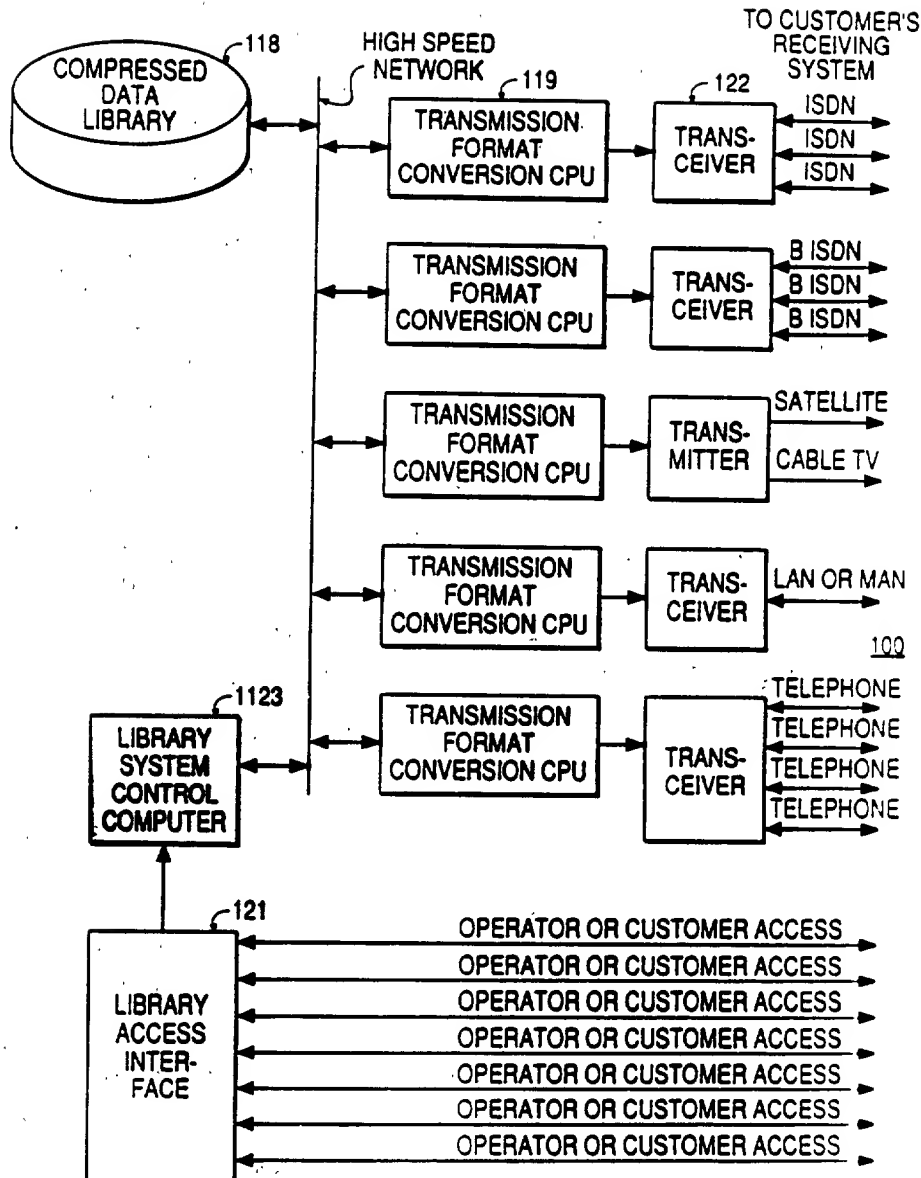 TO CUSTOMER'S
RECEIVING
SYSTEM
118
COMPRESSED
DATA
LIBRARY
HIGH SPEED
NETWORK
119
TRANSMISSION
FORMAT
CONVERSION CPU
122
TRANS-
CEIVER
ISDN
ISDN
ISDN
TRANSMISSION
FORMAT
CONVERSION CPU
TRANS-
CEIVER
B ISDN
B ISDN
B ISDN
TRANSMISSION
FORMAT
CONVERSION CPU
TRANS-
MITTER
SATELLITE
CABLE TV
TRANSMISSION
FORMAT
CONVERSION CPU
TRANS-
CEIVER
LAN OR MAN
100
1123
LIBRARY
SYSTEM
CONTROL
COMPUTER
TRANSMISSION
FORMAT
CONVERSION CPU
TRANS-
CEIVER
TELEPHONE
TELEPHONE
TELEPHONE
TELEPHONE
121
LIBRARY
ACCESS
INTER-
FACE
OPERATOR OR CUSTOMER ACCESS
OPERATOR OR CUSTOMER ACCESS
OPERATOR OR CUSTOMER ACCESS
OPERATOR OR CUSTOMER ACCESS
OPERATOR OR CUSTOMER ACCESS
OPERATOR OR CUSTOMER ACCESS
OPERATOR OR CUSTOMER ACCESS